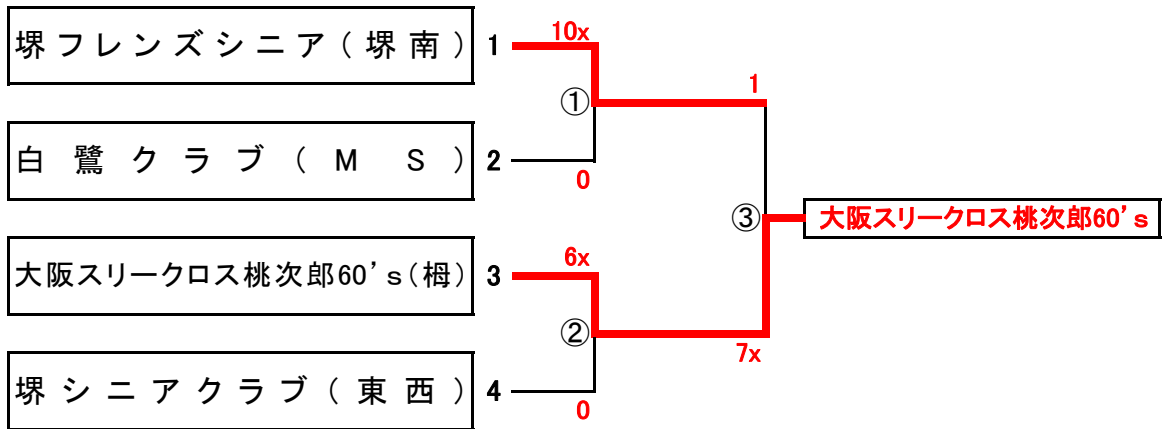 堺フレンズシニア(堺南) 1 10x
① 1
白鷺クラブ(MS) 2 0
③ 大阪スリークロス桃次郎60’s
大阪スリークロス桃次郎60’s(栂) 3 6x
② 7x
堺シニアクラブ(東西) 4 0